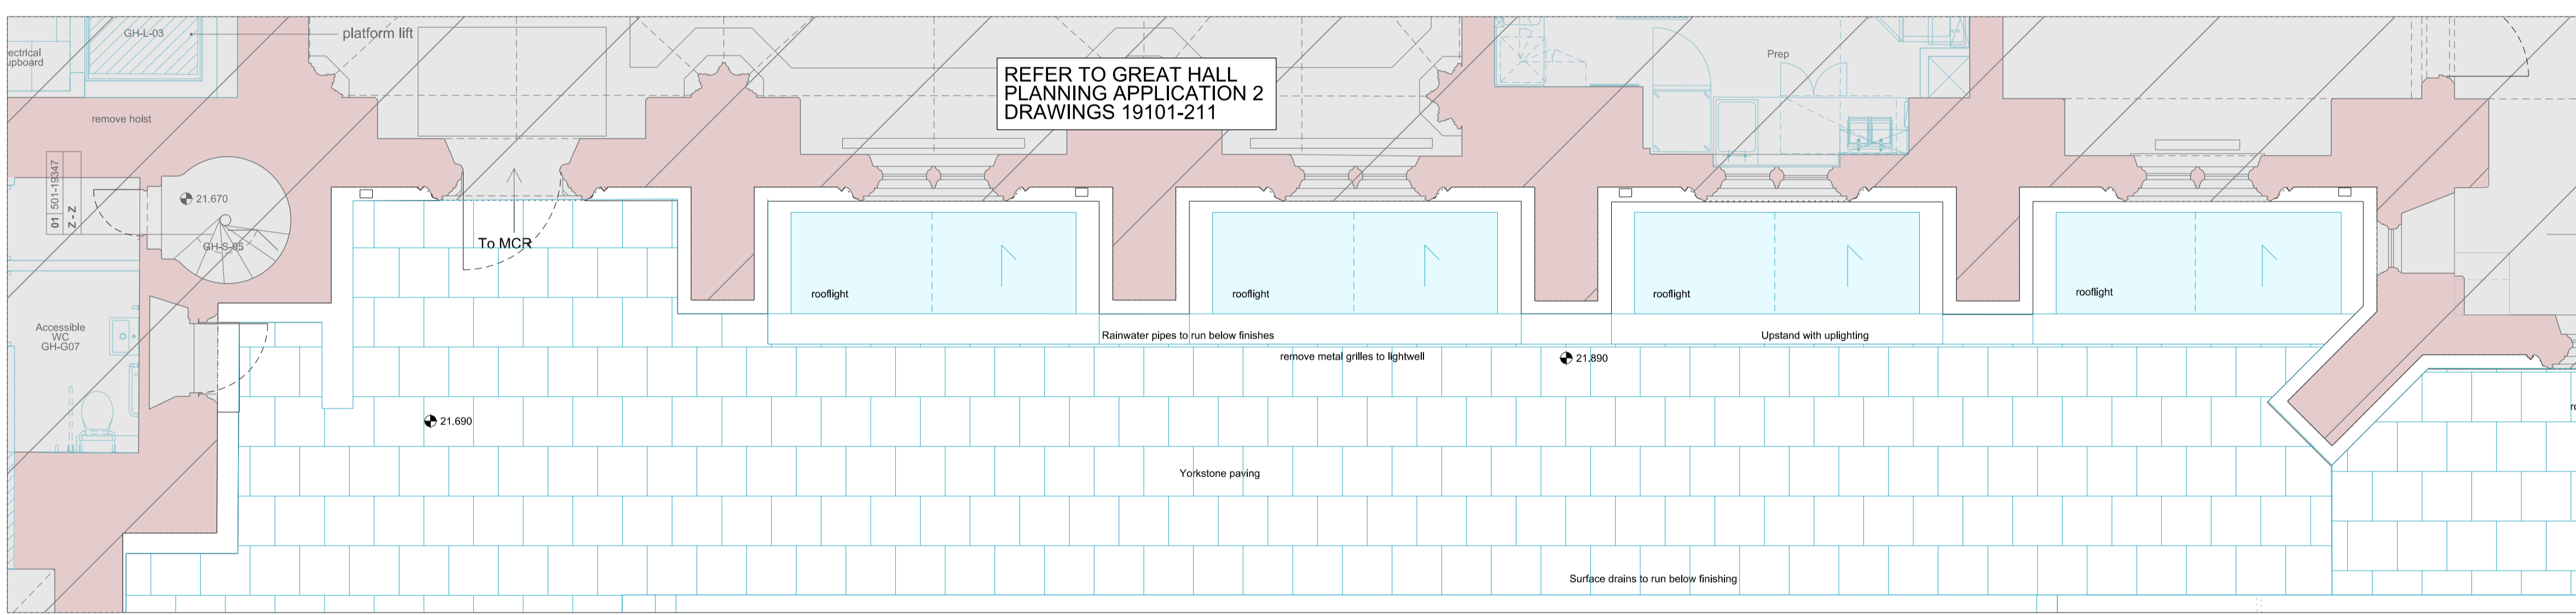 GH-L-03
platform lift
ectrical
upboard
REFER TO GREAT HALL
PLANNING APPLICATION 2
DRAWINGS 19101-211
Prep
remove hoist
01 501-19347
Z - Z
21.670
GH-S-05
To MCR
rooflight
rooflight
rooflight
rooflight
Accessible
WC
GH-G07
Rainwater pipes to run below finishes
Upstand with uplighting
remove metal grilles to lightwell
21.890
21.690
Yorkstone paving
Surface drains to run below finishing